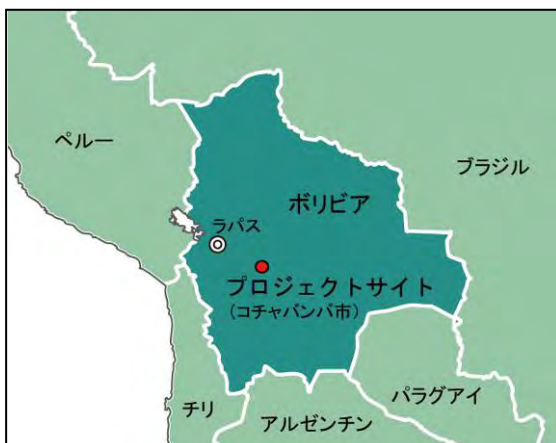 ペルー
ブラジル
ボリビア
ラパス
プロジェクトサイト
(コチャバンバ市)
チリ
パラグアイ
アルゼンチン